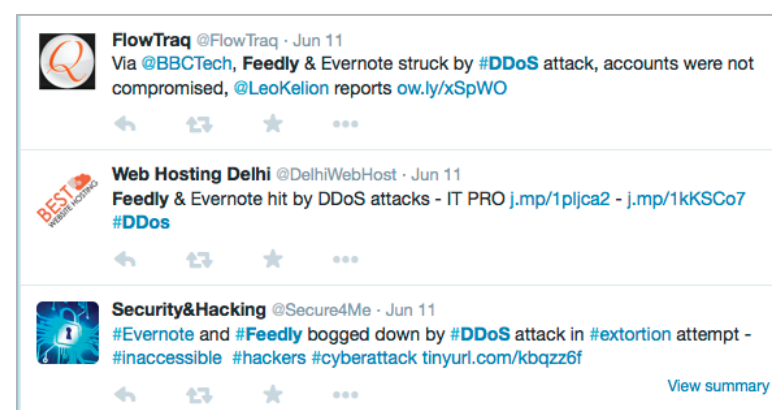 FlowTraq @FlowTraq · Jun 11
Via @BBCTech, Feedly & Evernote struck by #DDoS attack, accounts were not
compromised, @LeoKelion reports ow.ly/xSpWO
Web Hosting Delhi @DelhiWebHost · Jun 11
Feedly & Evernote hit by DDoS attacks - IT PRO j.mp/1pljca2 - j.mp/1kKSCo7
#DDos
BEST
WEBSITE HOSTING
Security&Hacking @Secure4Me · Jun 11
#Evernote and #Feedly bogged down by #DDoS attack in #extortion attempt -
#inaccessible #hackers #cyberattack tinyurl.com/kbqzz6f
View summary